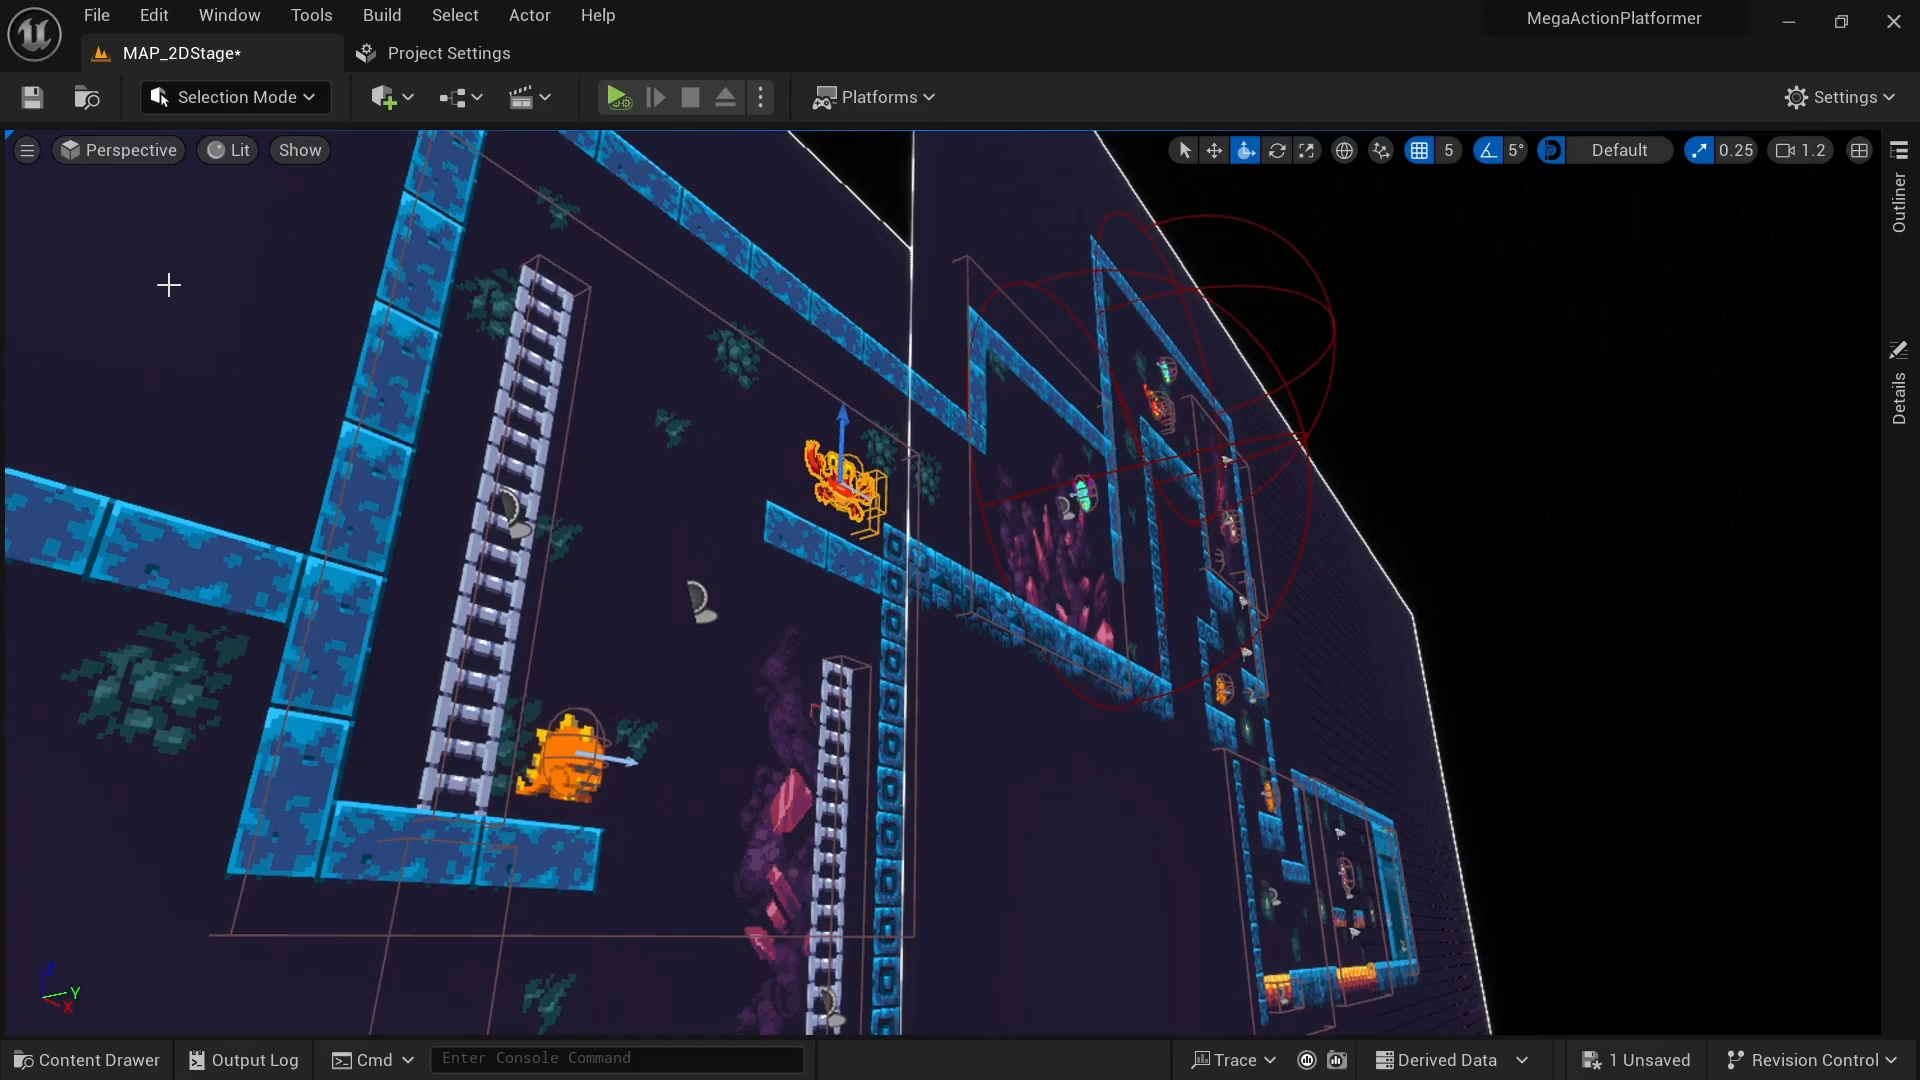 File Edit Window Tools Build Select Actor Help
MegaActionPlatformer
MAP_2DStage*
Project Settings
Selection Mode
Platforms
Settings
Perspective
Lit
Show
5
5°
Default
0.25
1.2
Outliner
Details
Z
Y
X
Content Drawer
Output Log
Cmd
Enter Console Command
Trace
Derived Data
1 Unsaved
Revision Control